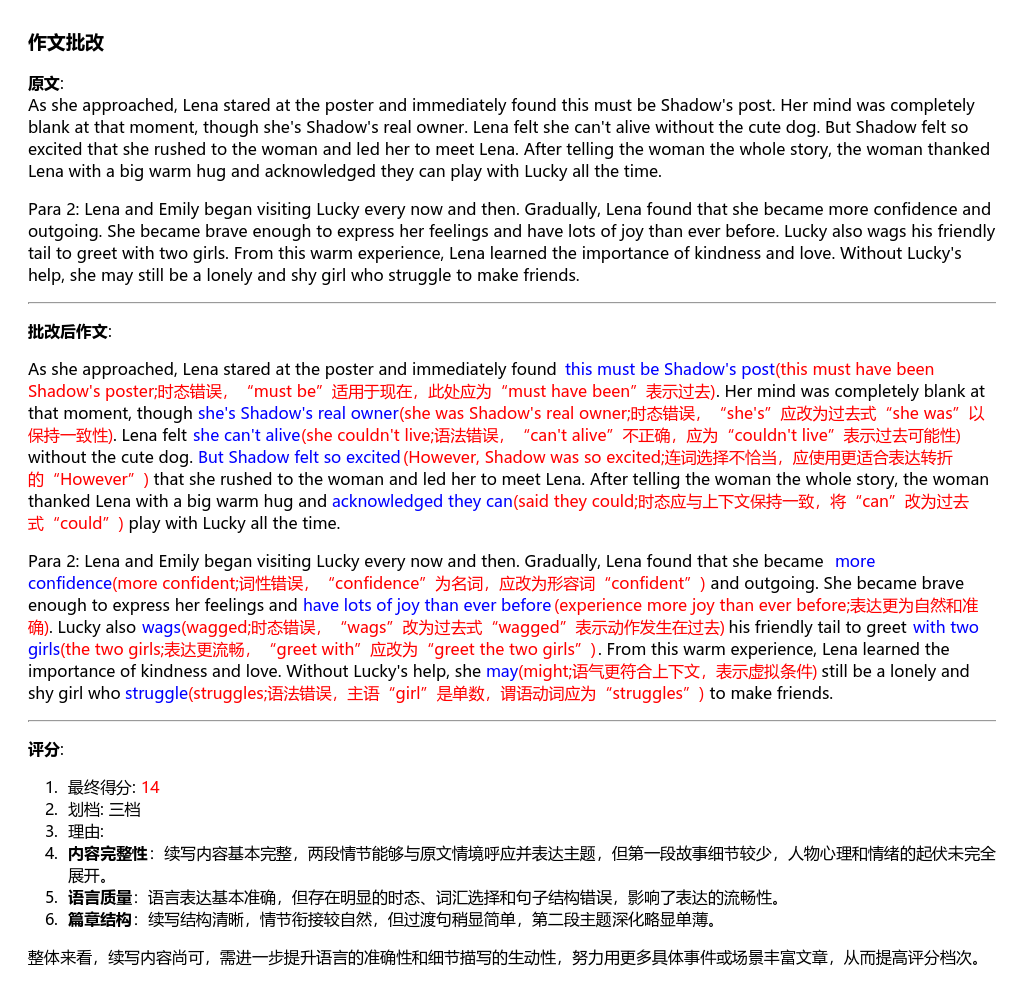 作文批改
原文:
As she approached, Lena stared at the poster and immediately found this must be Shadow's post. Her mind was completely
blank at that moment, though she's Shadow's real owner. Lena felt she can't alive without the cute dog. But Shadow felt so
excited that she rushed to the woman and led her to meet Lena. After telling the woman the whole story, the woman thanked
Lena with a big warm hug and acknowledged they can play with Lucky all the time.
Para 2: Lena and Emily began visiting Lucky every now and then. Gradually, Lena found that she became more confidence and
outgoing. She became brave enough to express her feelings and have lots of joy than ever before. Lucky also wags his friendly
tail to greet with two girls. From this warm experience, Lena learned the importance of kindness and love. Without Lucky's
help, she may still be a lonely and shy girl who struggle to make friends.
批改后作文:
As she approached, Lena stared at the poster and immediately found this must be Shadow's post(this must have been
Shadow's poster;时态错误，“must be”适用于现在，此处应为“must have been”表示过去). Her mind was completely blank at
that moment, though she's Shadow's real owner(she was Shadow's real owner;时态错误，“she's”应改为过去式“she was”以
保持一致性). Lena felt she can't alive(she couldn't live;语法错误，“can't alive”不正确，应为“couldn't live”表示过去可能性)
without the cute dog. But Shadow felt so excited(However, Shadow was so excited;连词选择不恰当，应使用更适合表达转折
的“However”) that she rushed to the woman and led her to meet Lena. After telling the woman the whole story, the woman
thanked Lena with a big warm hug and acknowledged they can(said they could;时态应与上下文保持一致，将“can”改为过去
式“could”) play with Lucky all the time.
Para 2: Lena and Emily began visiting Lucky every now and then. Gradually, Lena found that she became more
confidence(more confident;词性错误，“confidence”为名词，应改为形容词“confident”) and outgoing. She became brave
enough to express her feelings and have lots of joy than ever before(experience more joy than ever before;表达更为自然和准
确). Lucky also wags(wagged;时态错误，“wags”改为过去式“wagged”表示动作发生在过去) his friendly tail to greet with two
girls(the two girls;表达更流畅，“greet with”应改为“greet the two girls”). From this warm experience, Lena learned the
importance of kindness and love. Without Lucky's help, she may(might;语气更符合上下文，表示虚拟条件) still be a lonely and
shy girl who struggle(struggles;语法错误，主语“girl”是单数，谓语动词应为“struggles”) to make friends.
评分:
1. 最终得分: 14
2. 划档: 三档
3. 理由:
4. 内容完整性：续写内容基本完整，两段情节能够与原文情境呼应并表达主题，但第一段故事细节较少，人物心理和情绪的起伏未完全
展开。
5. 语言质量：语言表达基本准确，但存在明显的时态、词汇选择和句子结构错误，影响了表达的流畅性。
6. 篇章结构：续写结构清晰，情节衔接较自然，但过渡句稍显简单，第二段主题深化略显单薄。
整体来看，续写内容尚可，需进一步提升语言的准确性和细节描写的生动性，努力用更多具体事件或场景丰富文章，从而提高评分档次。